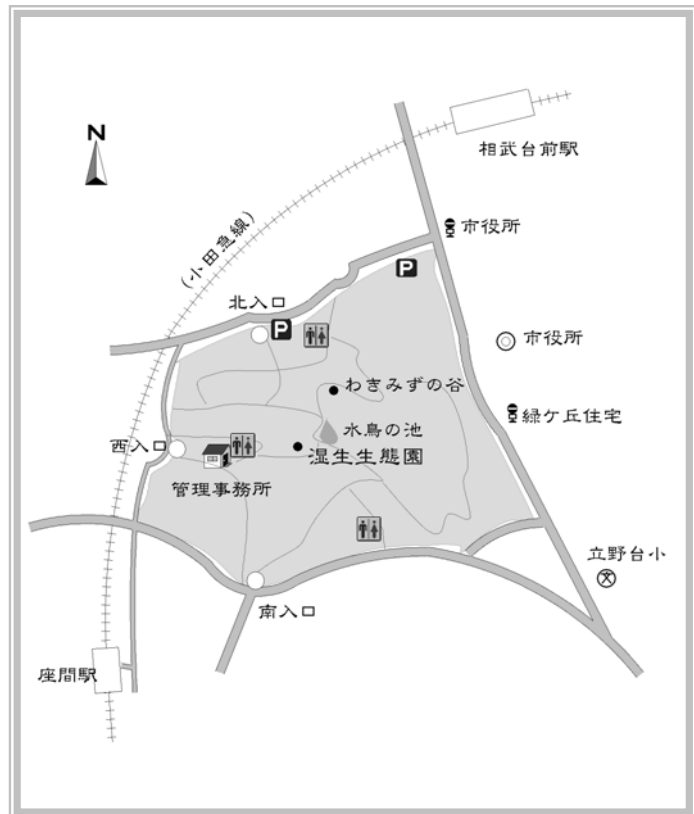 N
相武台前駅
市役所
(小田急線)
P
北入口
P
市役所
わきみずの谷
緑ケ丘住宅
水鳥の池
西入口
湿生生態園
管理事務所
立野台小
文
南入口
座間駅